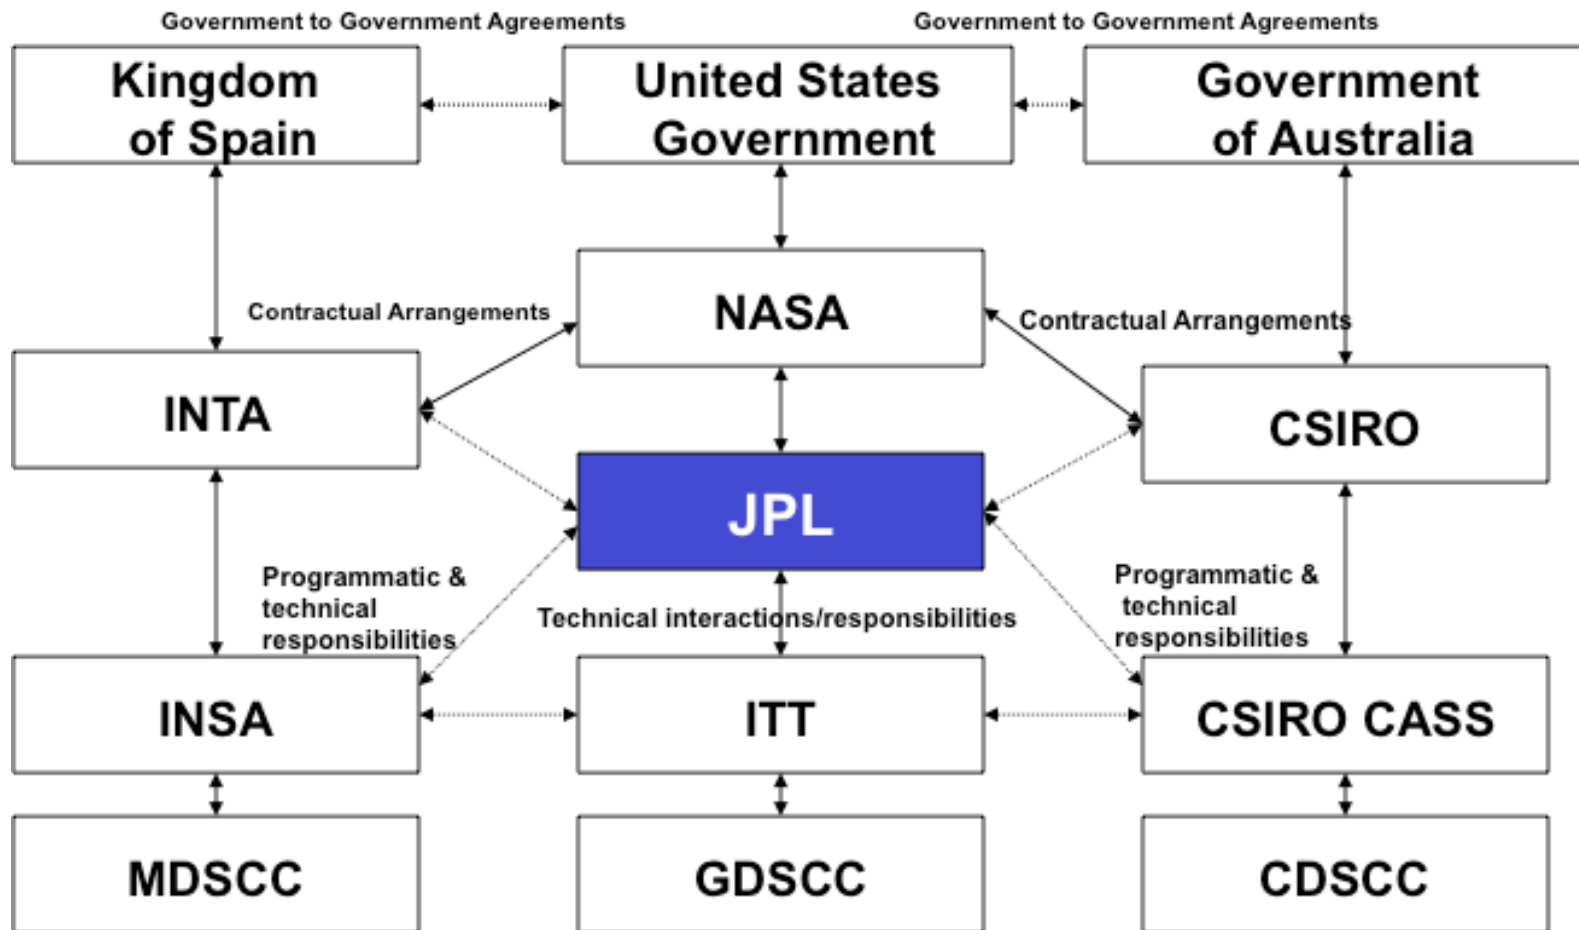 Government to Government Agreements
Government to Government Agreements
Kingdom
of Spain
United States
Government
Government
of Australia
NASA
Contractual Arrangements
Contractual Arrangements
INTA
CSIRO
JPL
Programmatic &
technical
responsibilities
Technical interactions/responsibilities
Programmatic &
technical
responsibilities
INSA
ITT
CSIRO CASS
MDSCC
GDSCC
CDSCC